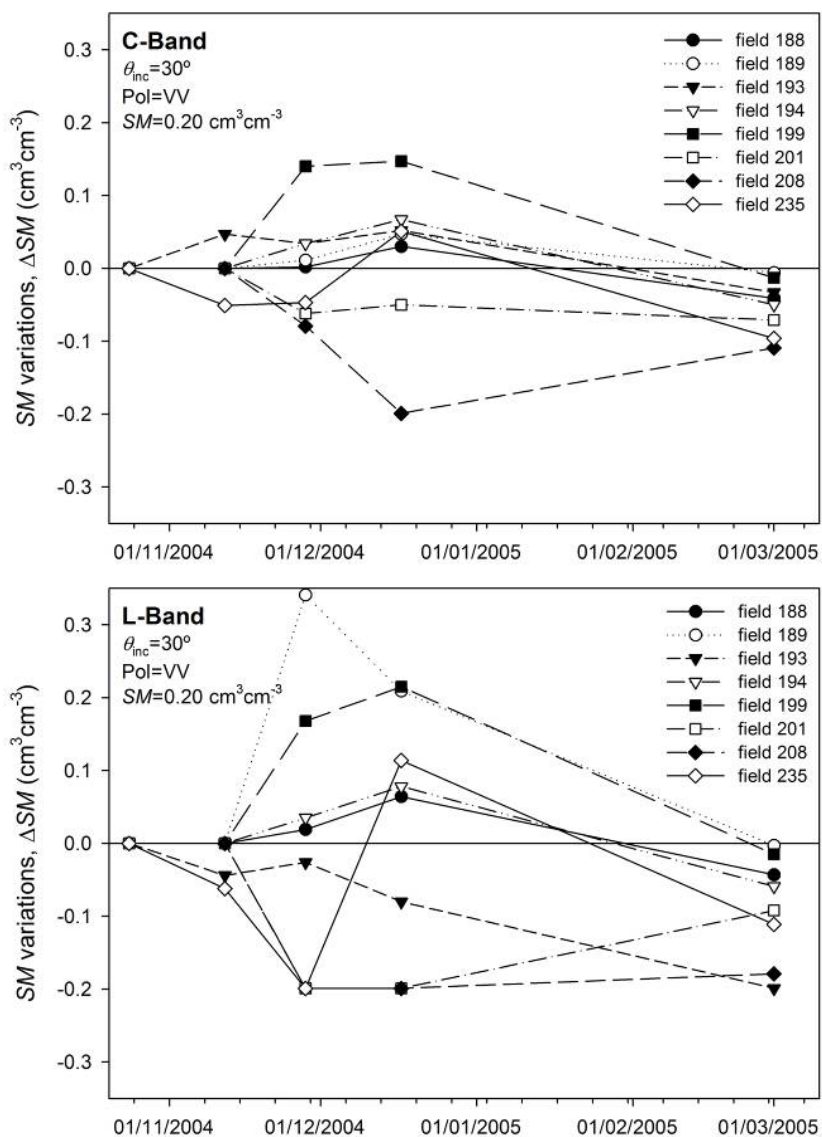 C-Band
θinc=30º
Pol=VV
SM=0.20 cm³cm⁻³
field 188
field 189
field 193
field 194
field 199
field 201
field 208
field 235
SM variations, ΔSM (cm³cm⁻³)
0.3
0.2
0.1
0.0
-0.1
-0.2
-0.3
01/11/2004 01/12/2004 01/01/2005 01/02/2005 01/03/2005
L-Band
θinc=30º
Pol=VV
SM=0.20 cm³cm⁻³
field 188
field 189
field 193
field 194
field 199
field 201
field 208
field 235
SM variations, ΔSM (cm³cm⁻³)
0.3
0.2
0.1
0.0
-0.1
-0.2
-0.3
01/11/2004 01/12/2004 01/01/2005 01/02/2005 01/03/2005